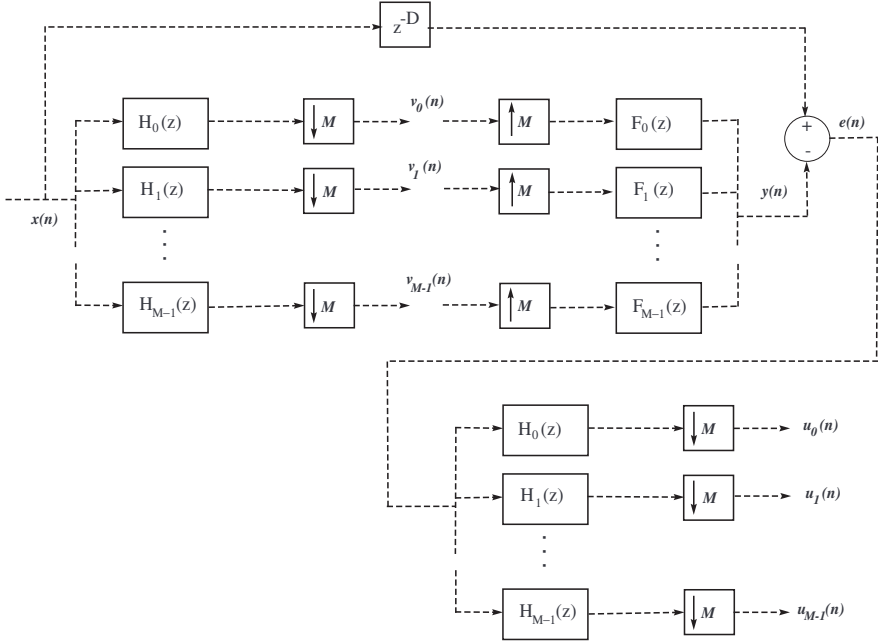 z^-D
H_0(z) ↓M v_0(n) ↑M F_0(z)
+
-
e(n)
H_1(z) ↓M v_1(n) ↑M F_1(z)
x(n)
y(n)
H_M-1(z) ↓M v_M-1(n) ↑M F_M-1(z)
H_0(z) ↓M u_0(n)
H_1(z) ↓M u_1(n)
H_M-1(z) ↓M u_M-1(n)